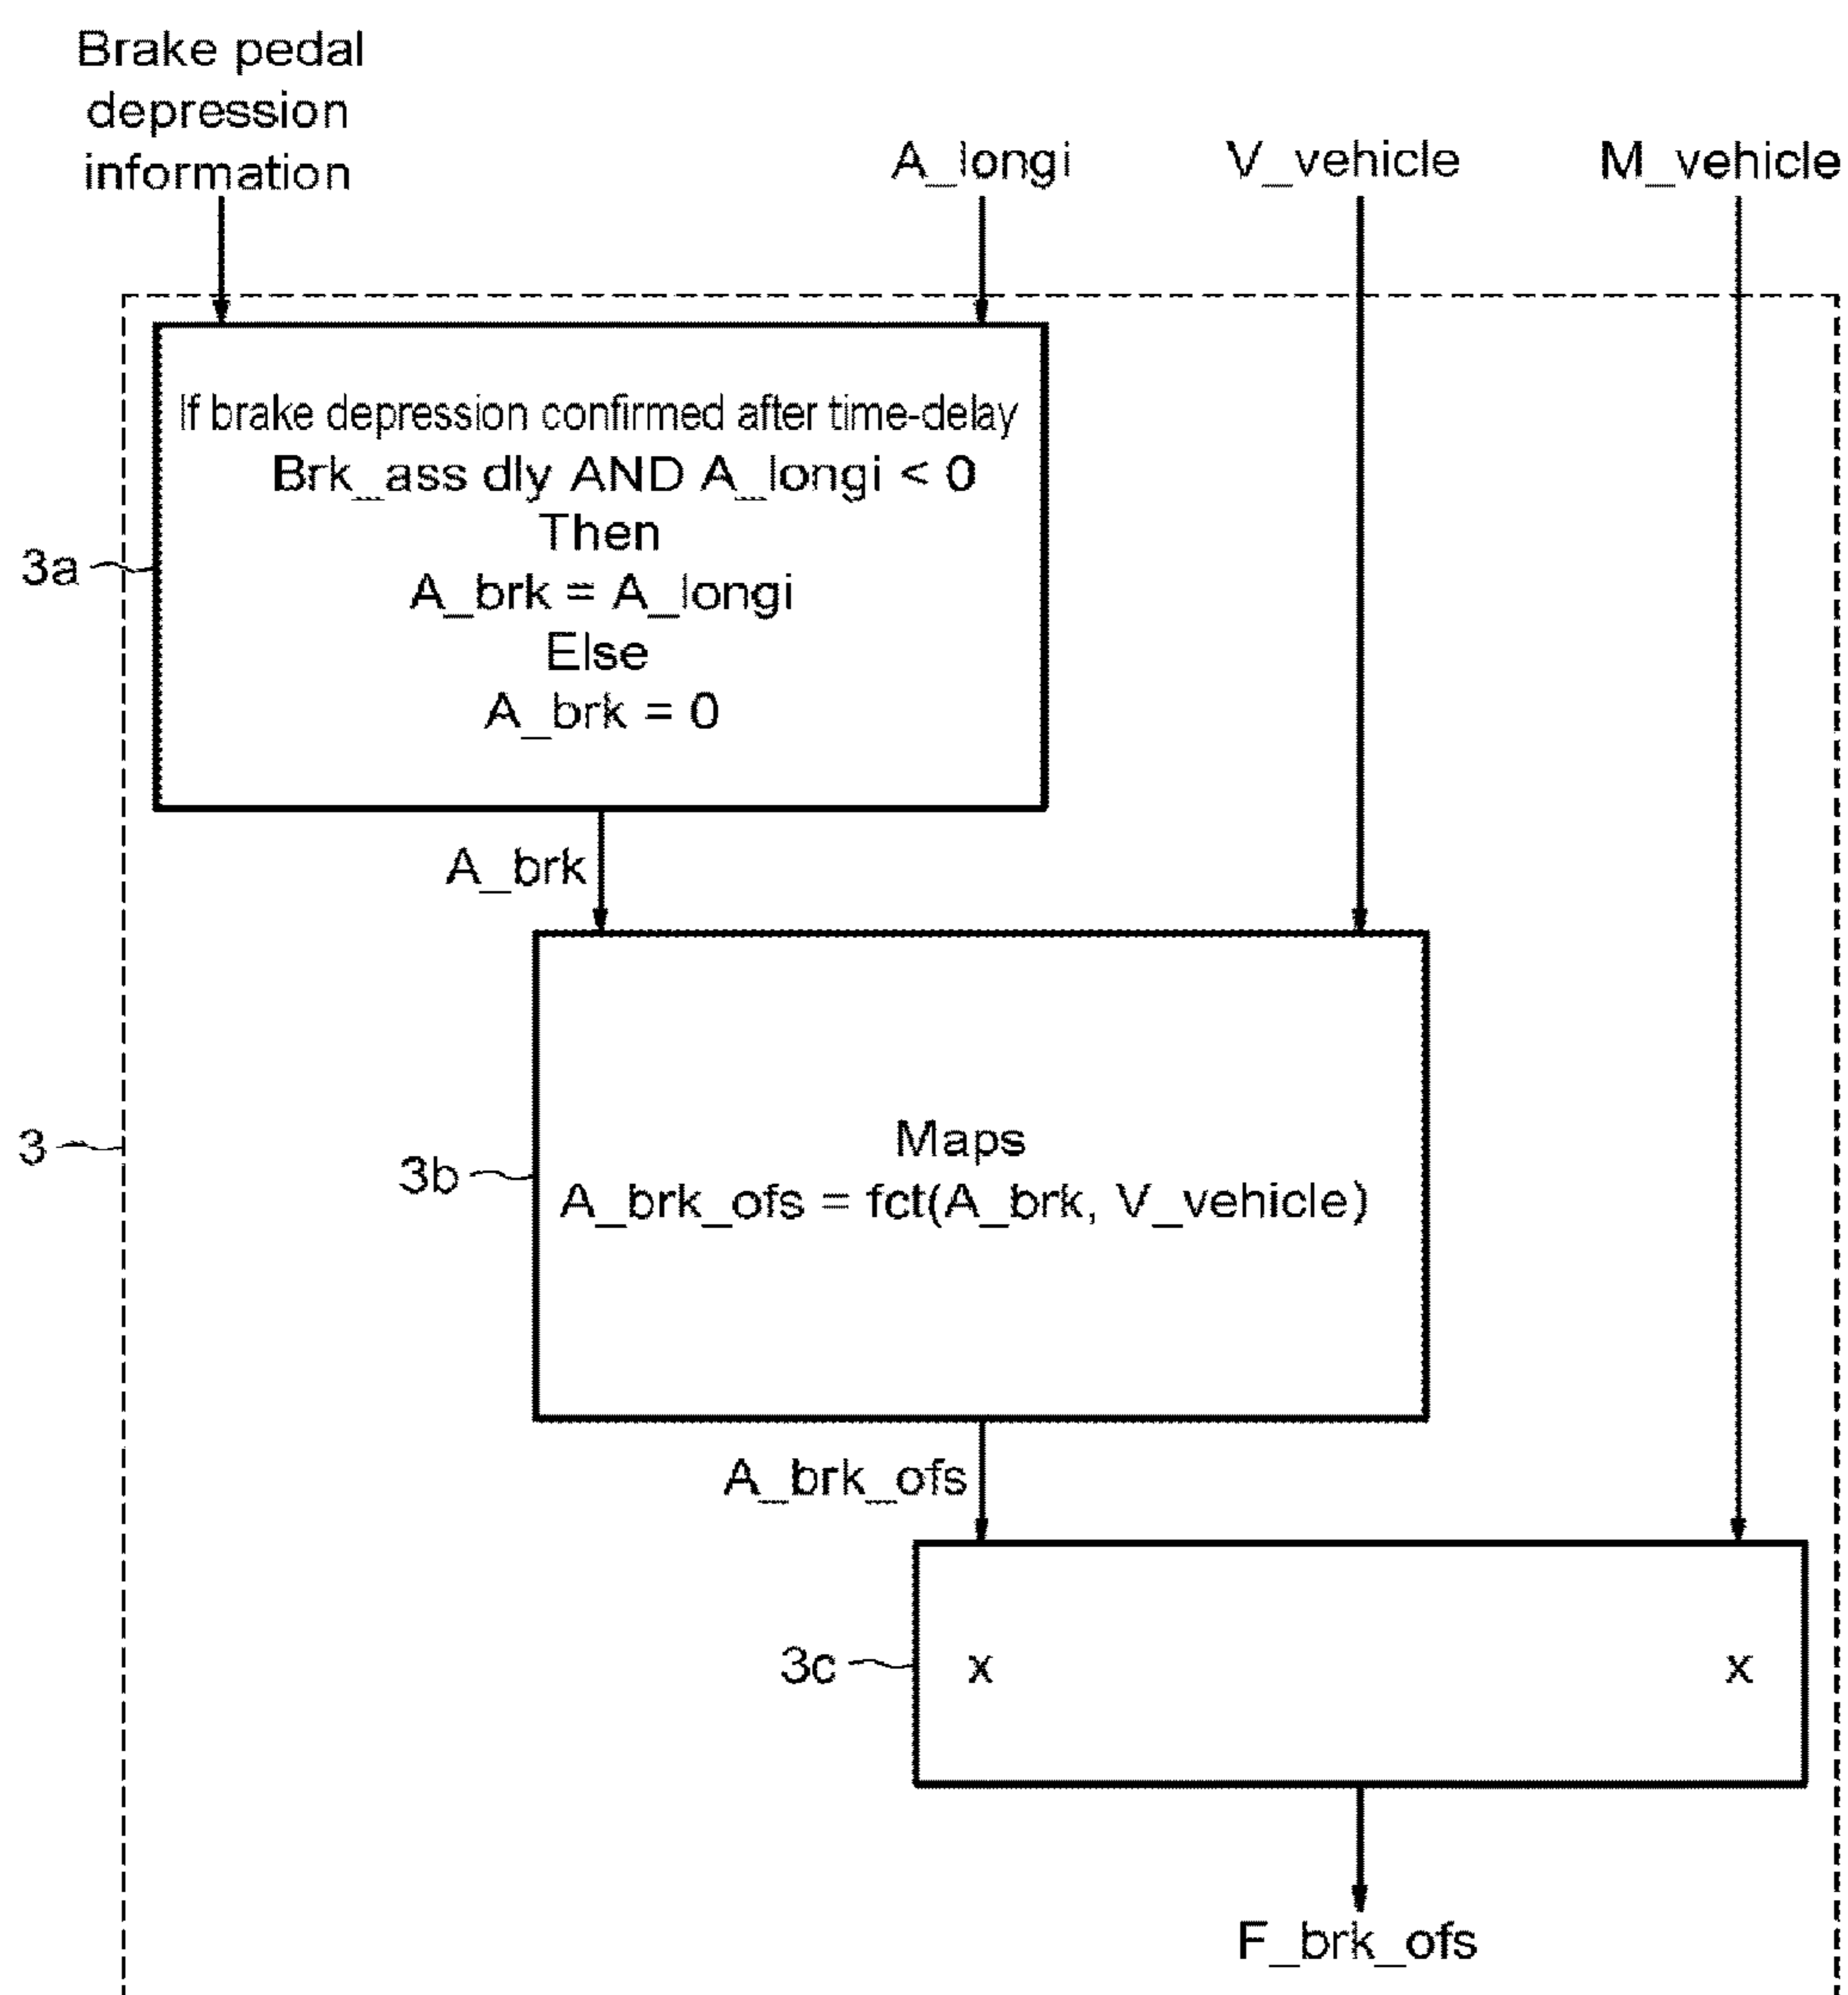 Brake pedal
depression
information
A_longi
V_vehicle
M_vehicle
If brake depression confirmed after time-delay
Brk_ass dly AND A_longi < 0
Then
A_brk = A_longi
Else
A_brk = 0
3a
A_brk
3
3b
Maps
A_brk_ofs = fct(A_brk, V_vehicle)
A_brk_ofs
3c
x
x
F_brk_ofs